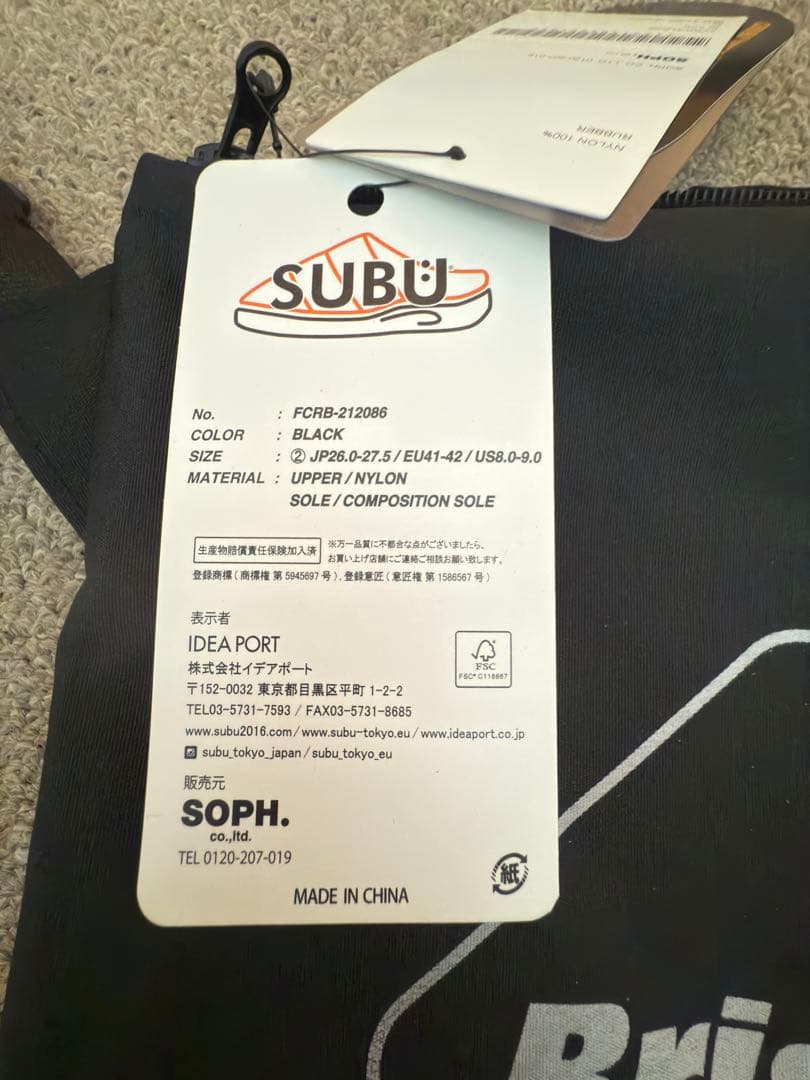 SOPH.
NYLON 100%
RUBBER
SUBU
No. : FCRB-212086
COLOR : BLACK
SIZE : ② JP26.0-27.5 / EU41-42 / US8.0-9.0
MATERIAL : UPPER / NYLON
SOLE / COMPOSITION SOLE
生産物賠償責任保険加入済
※万一品質に不都合な点がございましたら、
お買い上げ店舗にご連絡ご相談お願い致します。
登録商標(商標権 第 5945697 号)、登録意匠(意匠権 第 1586567 号)
表示者
IDEA PORT
株式会社イデアポート
〒152-0032 東京都目黒区平町 1-2-2
TEL03-5731-7593 / FAX03-5731-8685
www.subu2016.com / www.subu-tokyo.eu / www.ideaport.co.jp
subu_tokyo_japan / subu_tokyo_eu
FSC
FSC® C118667
販売元
SOPH.
co.,ltd.
TEL 0120-207-019
紙
MADE IN CHINA
Bris